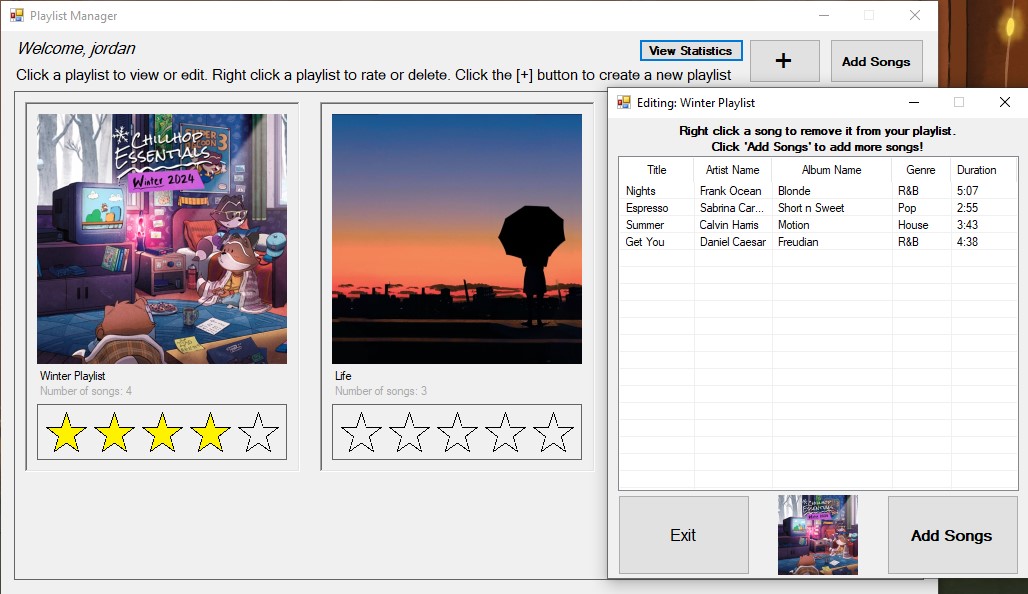 Playlist Manager
Welcome, jordan
View Statistics
+
Add Songs
Click a playlist to view or edit. Right click a playlist to rate or delete. Click the [+] button to create a new playlist
CHILLHOP
ESSENTIALS
Winter 2024
SUPER
RACCOON 3
Winter Playlist
Number of songs: 4
Life
Number of songs: 3
Editing: Winter Playlist
Right click a song to remove it from your playlist.
Click 'Add Songs' to add more songs!
Title Artist Name Album Name Genre Duration
Nights Frank Ocean Blonde R&B 5:07
Espresso Sabrina Car... Short n Sweet Pop 2:55
Summer Calvin Harris Motion House 3:43
Get You Daniel Caesar Freudian R&B 4:38
Exit
Add Songs